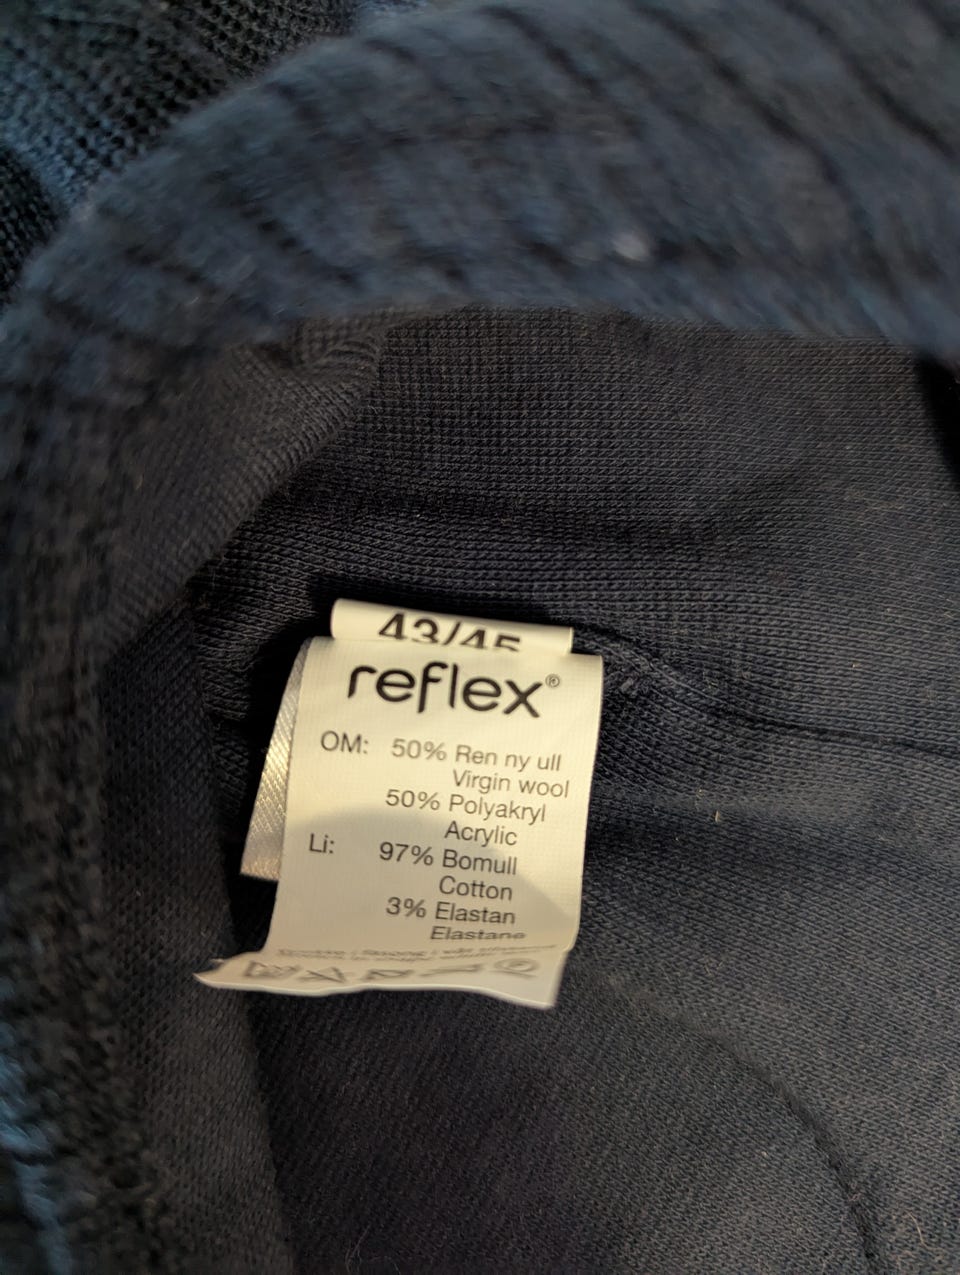 43/45
reflex®
OM: 50% Ren ny ull
Virgin wool
50% Polyakryl
Acrylic
Li: 97% Bomull
Cotton
3% Elastan
Elastane